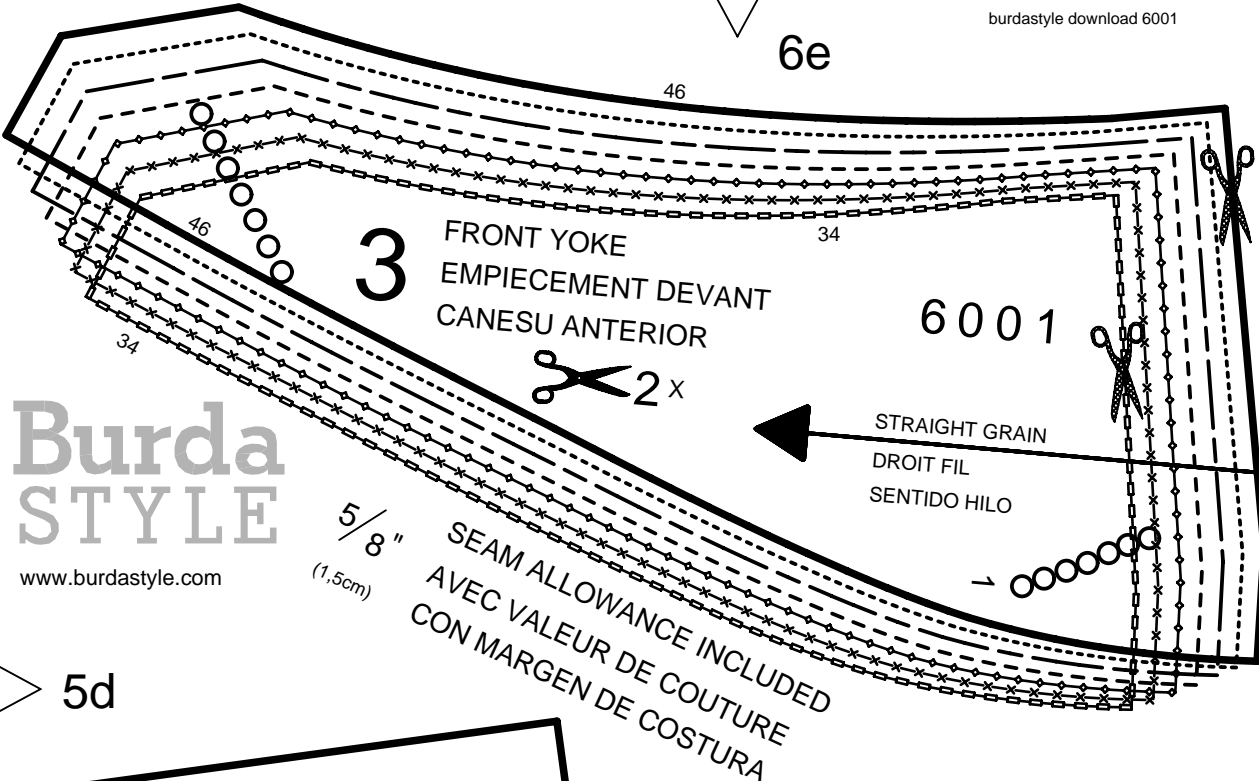 burdastyle download 6001
6e
46
46
34
34
3
FRONT YOKE
EMPIECEMENT DEVANT
CANESU ANTERIOR
2 x
6001
STRAIGHT GRAIN
DROIT FIL
SENTIDO HILO
1
Burda
STYLE
www.burdastyle.com
5/8"
(1,5cm)
SEAM ALLOWANCE INCLUDED
AVEC VALEUR DE COUTURE
CON MARGEN DE COSTURA
5d